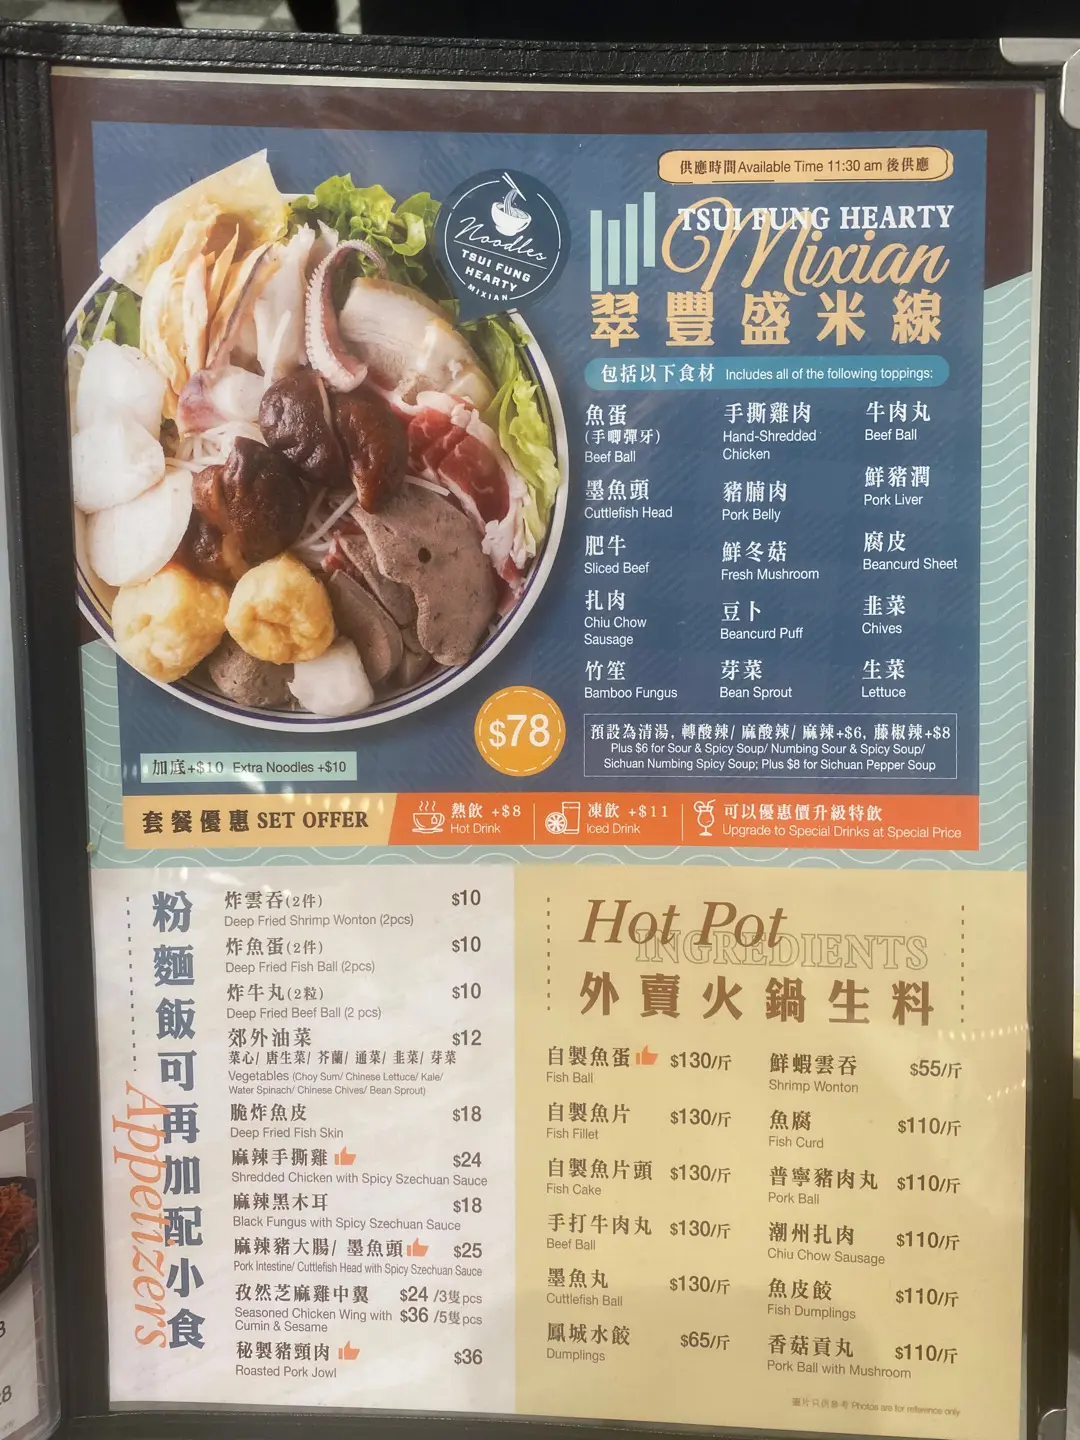 供應時間 Available Time 11:30 am 後供應
TSUI FUNG HEARTY
Mixian
翠豐盛米線
Noodles
TSUI FUNG
HEARTY
MIXIAN
包括以下食材 Includes all of the following toppings:
魚蛋
(手唧彈牙)
Beef Ball
墨魚頭
Cuttlefish Head
肥牛
Sliced Beef
扎肉
Chiu Chow
Sausage
竹笙
Bamboo Fungus
手撕雞肉
Hand-Shredded
Chicken
豬腩肉
Pork Belly
鮮冬菇
Fresh Mushroom
豆卜
Beancurd Puff
芽菜
Bean Sprout
牛肉丸
Beef Ball
鮮豬潤
Pork Liver
腐皮
Beancurd Sheet
韭菜
Chives
生菜
Lettuce
$78
預設為清湯, 轉酸辣/ 麻酸辣/ 麻辣+$6, 藤椒辣+$8
Plus $6 for Sour & Spicy Soup/ Numbing Sour & Spicy Soup/
Sichuan Numbing Spicy Soup; Plus $8 for Sichuan Pepper Soup
加底+$10 Extra Noodles +$10
套餐優惠 SET OFFER
熱飲 +$8
Hot Drink
凍飲 +$11
Iced Drink
可以優惠價升級特飲
Upgrade to Special Drinks at Special Price
粉麵飯可再加配小食
Appetizers
炸雲吞(2件) $10
Deep Fried Shrimp Wonton (2pcs)
炸魚蛋(2件) $10
Deep Fried Fish Ball (2pcs)
炸牛丸(2粒) $10
Deep Fried Beef Ball (2 pcs)
郊外油菜 $12
菜心/ 唐生菜/ 芥蘭/ 通菜/ 韭菜/ 芽菜
Vegetables (Choy Sum/ Chinese Lettuce/ Kale/
Water Spinach/ Chinese Chives/ Bean Sprout)
脆炸魚皮 $18
Deep Fried Fish Skin
麻辣手撕雞 $24
Shredded Chicken with Spicy Szechuan Sauce
麻辣黑木耳 $18
Black Fungus with Spicy Szechuan Sauce
麻辣豬大腸/ 墨魚頭 $25
Pork Intestine/ Cuttlefish Head with Spicy Szechuan Sauce
孜然芝麻雞中翼 $24 /3隻pcs
Seasoned Chicken Wing with $36 /5隻pcs
Cumin & Sesame
秘製豬頸肉 $36
Roasted Pork Jowl
Hot Pot
INGREDIENTS
外賣火鍋生料
自製魚蛋 $130/斤
Fish Ball
自製魚片 $130/斤
Fish Fillet
自製魚片頭 $130/斤
Fish Cake
手打牛肉丸 $130/斤
Beef Ball
墨魚丸 $130/斤
Cuttlefish Ball
鳳城水餃 $65/斤
Dumplings
鮮蝦雲吞 $55/斤
Shrimp Wonton
魚腐 $110/斤
Fish Curd
普寧豬肉丸 $110/斤
Pork Ball
潮州扎肉 $110/斤
Chiu Chow Sausage
魚皮餃 $110/斤
Fish Dumplings
香菇貢丸 $110/斤
Pork Ball with Mushroom
圖片只供參考 Photos are for reference only